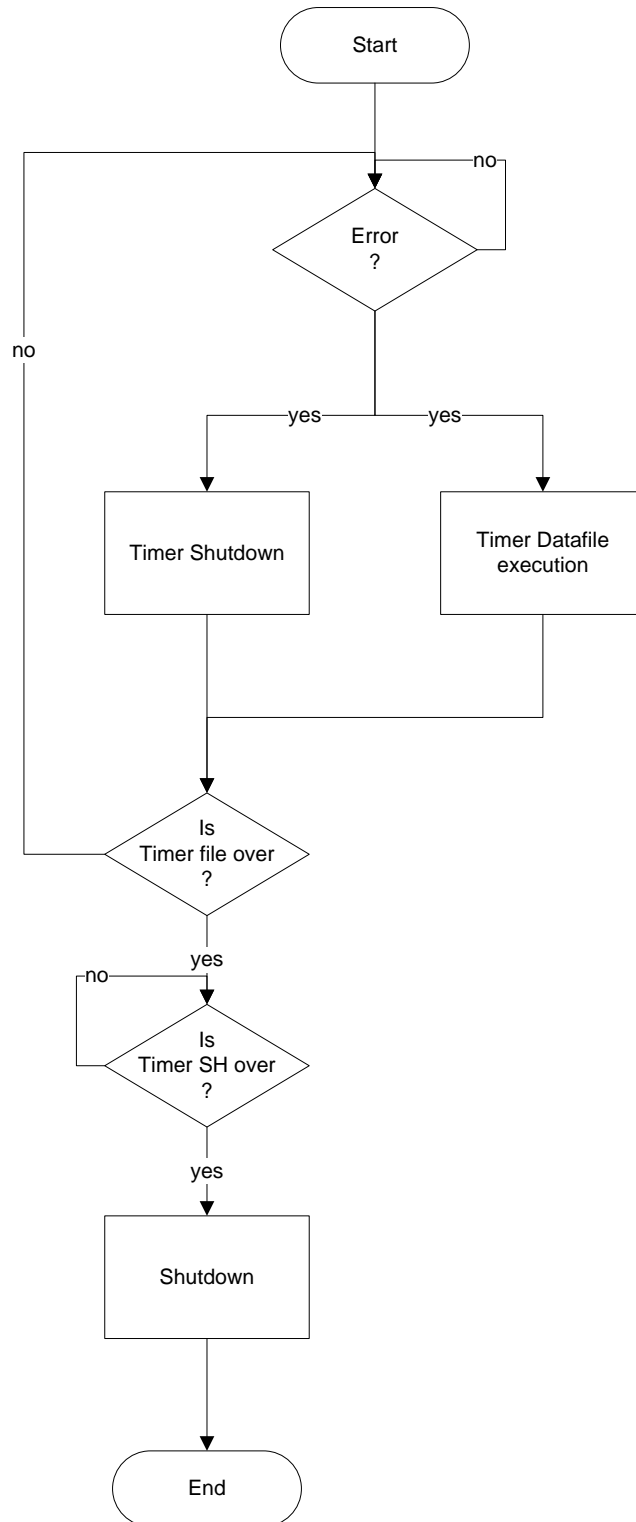 Start
no
Error
?
no
yes
yes
Timer Shutdown
Timer Datafile
execution
Is
Timer file over
?
yes
no
Is
Timer SH over
?
yes
Shutdown
End